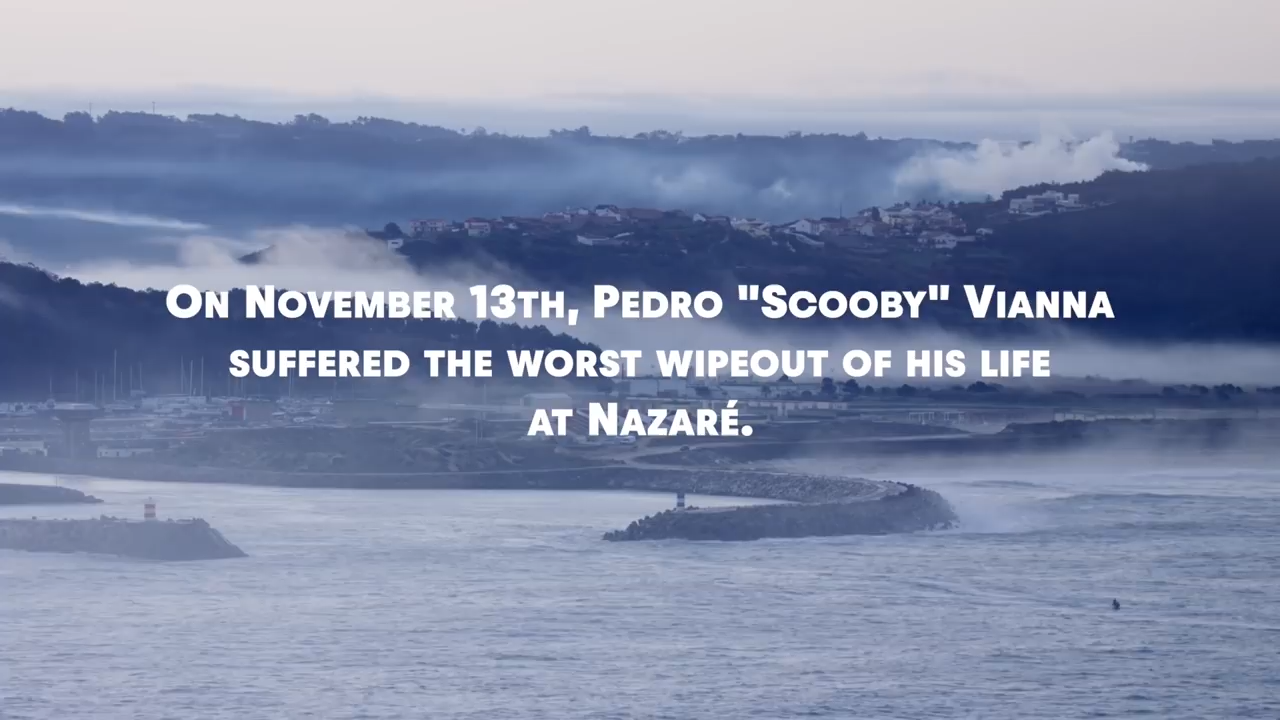 On November 13th, Pedro "Scooby" Vianna
suffered the worst wipeout of his life
at Nazaré.